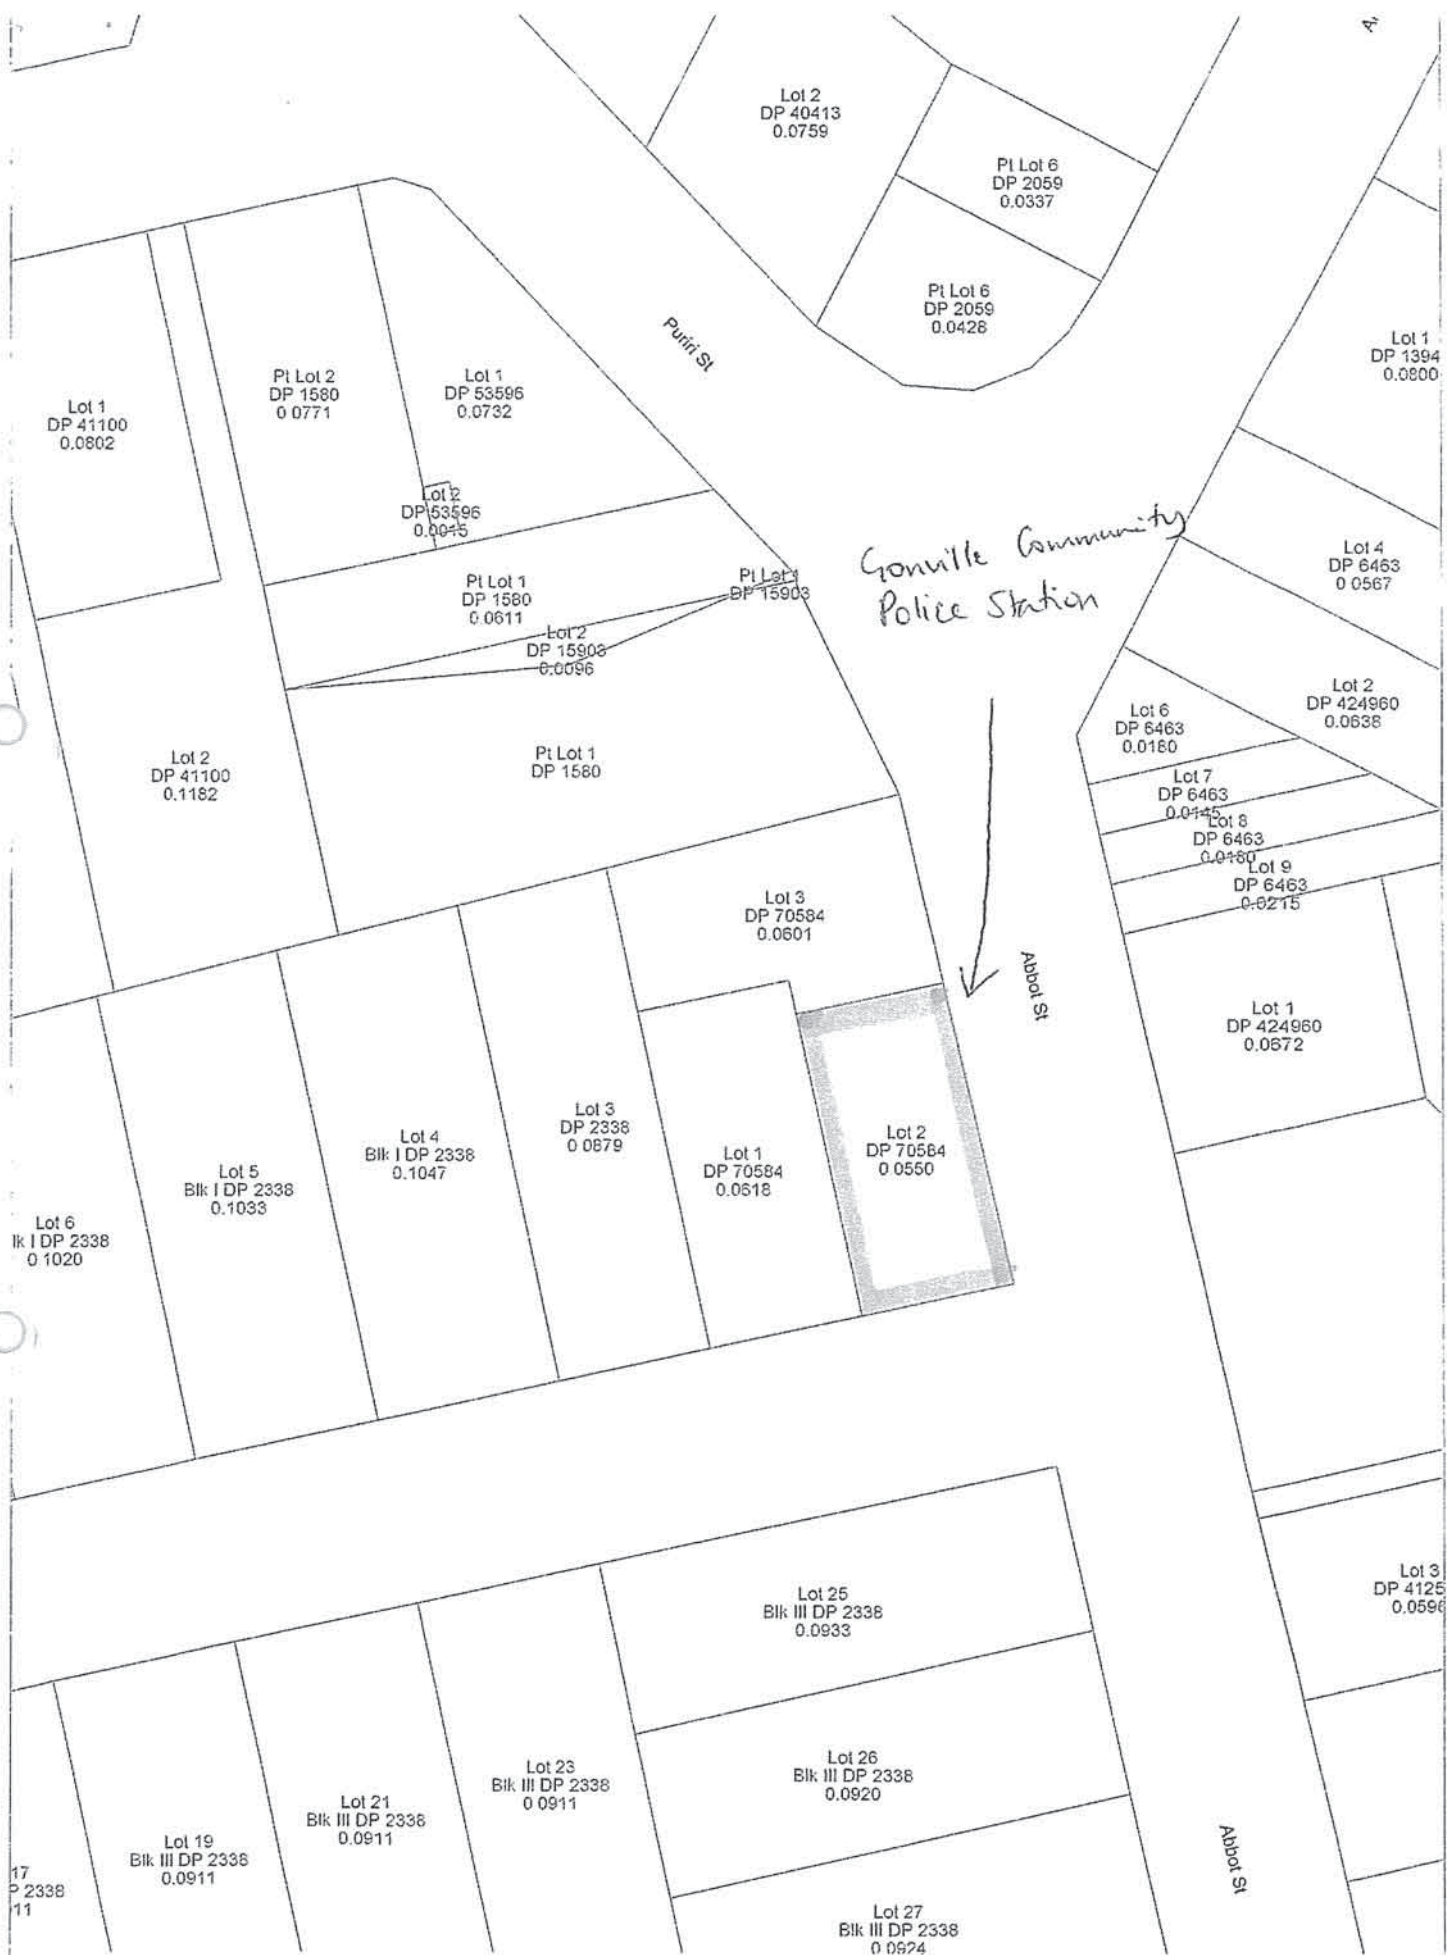 Lot 2
DP 40413
0.0759
Pt Lot 6
DP 2059
0.0337
Pt Lot 6
DP 2059
0.0428
Puriri St
Lot 1
DP 1394
0.0800
Lot 1
DP 41100
0.0802
Pt Lot 2
DP 1580
0.0771
Lot 1
DP 53596
0.0732
Lot 2
DP 53596
0.0015
Gonville Community
Police Station
Lot 4
DP 6463
0.0567
Pt Lot 1
DP 1580
0.0611
Pt Lot 1
DP 15903
Lot 2
DP 15903
0.0096
Lot 2
DP 424960
0.0638
Lot 6
DP 6463
0.0180
Lot 2
DP 41100
0.1182
Pt Lot 1
DP 1580
Lot 7
DP 6463
0.0145
Lot 8
DP 6463
0.0180
Lot 9
DP 6463
0.0215
Lot 3
DP 70584
0.0601
Abbot St
Lot 1
DP 424960
0.0672
Lot 3
DP 2338
0.0879
Lot 4
Blk I DP 2338
0.1047
Lot 1
DP 70584
0.0618
Lot 2
DP 70584
0.0550
Lot 5
Blk I DP 2338
0.1033
Lot 6
lk I DP 2338
0.1020
Lot 25
Blk III DP 2338
0.0933
Lot 3
DP 4125
0.0596
Lot 26
Blk III DP 2338
0.0920
Lot 23
Blk III DP 2338
0.0911
Lot 21
Blk III DP 2338
0.0911
Lot 19
Blk III DP 2338
0.0911
17
P 2338
11
Abbot St
Lot 27
Blk III DP 2338
0.0924